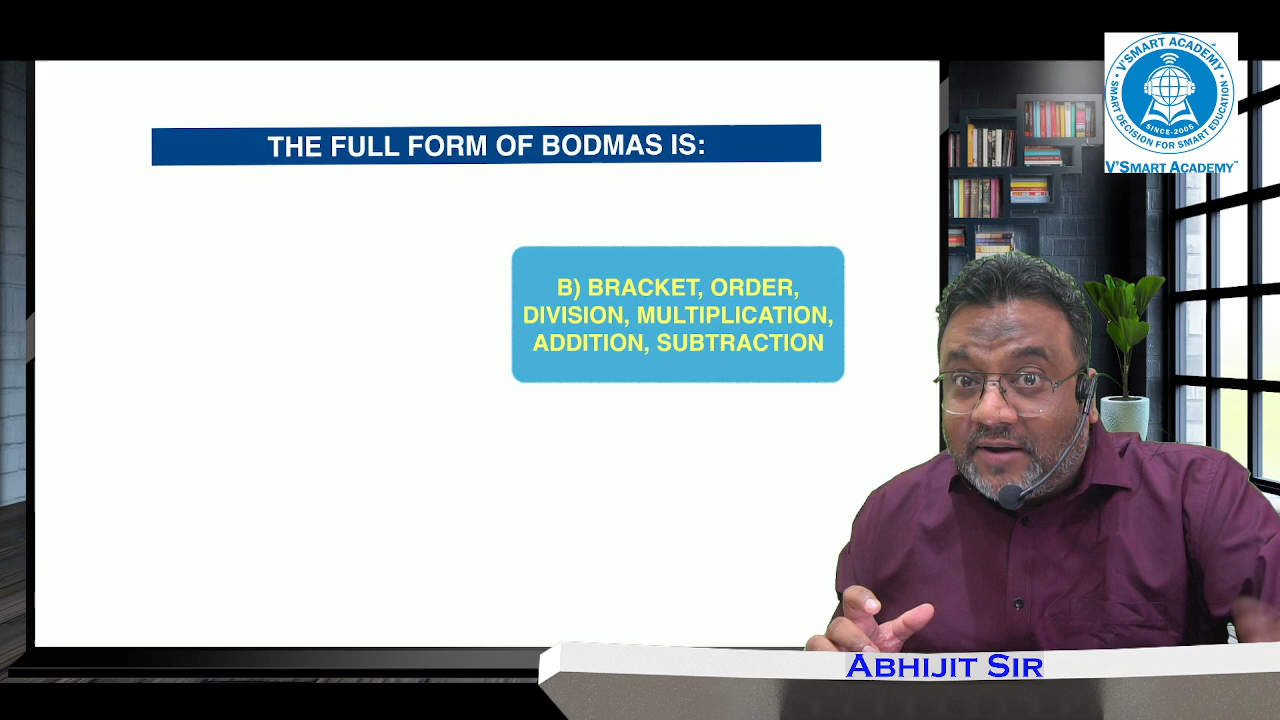 THE FULL FORM OF BODMAS IS:
B) BRACKET, ORDER,
DIVISION, MULTIPLICATION,
ADDITION, SUBTRACTION
V'SMART ACADEMY
SMART DECISION FOR SMART EDUCATION
SINCE-2005
V'SMART ACADEMY™
ABHIJIT SIR